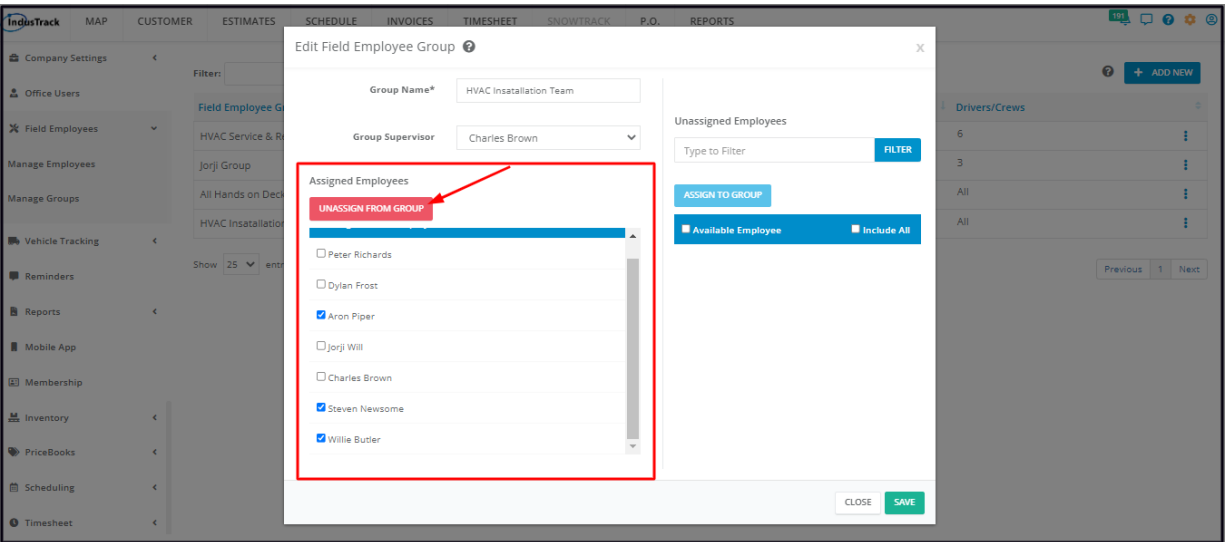 IndusTrack MAP CUSTOMER ESTIMATES SCHEDULE INVOICES TIMESHEET SNOWTRACK P.O. REPORTS 191
Company Settings
Office Users
Field Employees
Manage Employees
Manage Groups
Vehicle Tracking
Reminders
Reports
Mobile App
Membership
Inventory
PriceBooks
Scheduling
Timesheet
Filter:
+ ADD NEW
Field Employee Gr
Drivers/Crews
HVAC Service & Re
6
Jorji Group
3
All Hands on Deck
All
HVAC Insatallation
All
Show 25 entr
Previous 1 Next
Edit Field Employee Group
X
Group Name* HVAC Insatallation Team
Group Supervisor Charles Brown
Assigned Employees
UNASSIGN FROM GROUP
Peter Richards
Dylan Frost
Aron Piper
Jorji Will
Charles Brown
Steven Newsome
Willie Butler
Unassigned Employees
Type to Filter FILTER
ASSIGN TO GROUP
Available Employee Include All
CLOSE SAVE